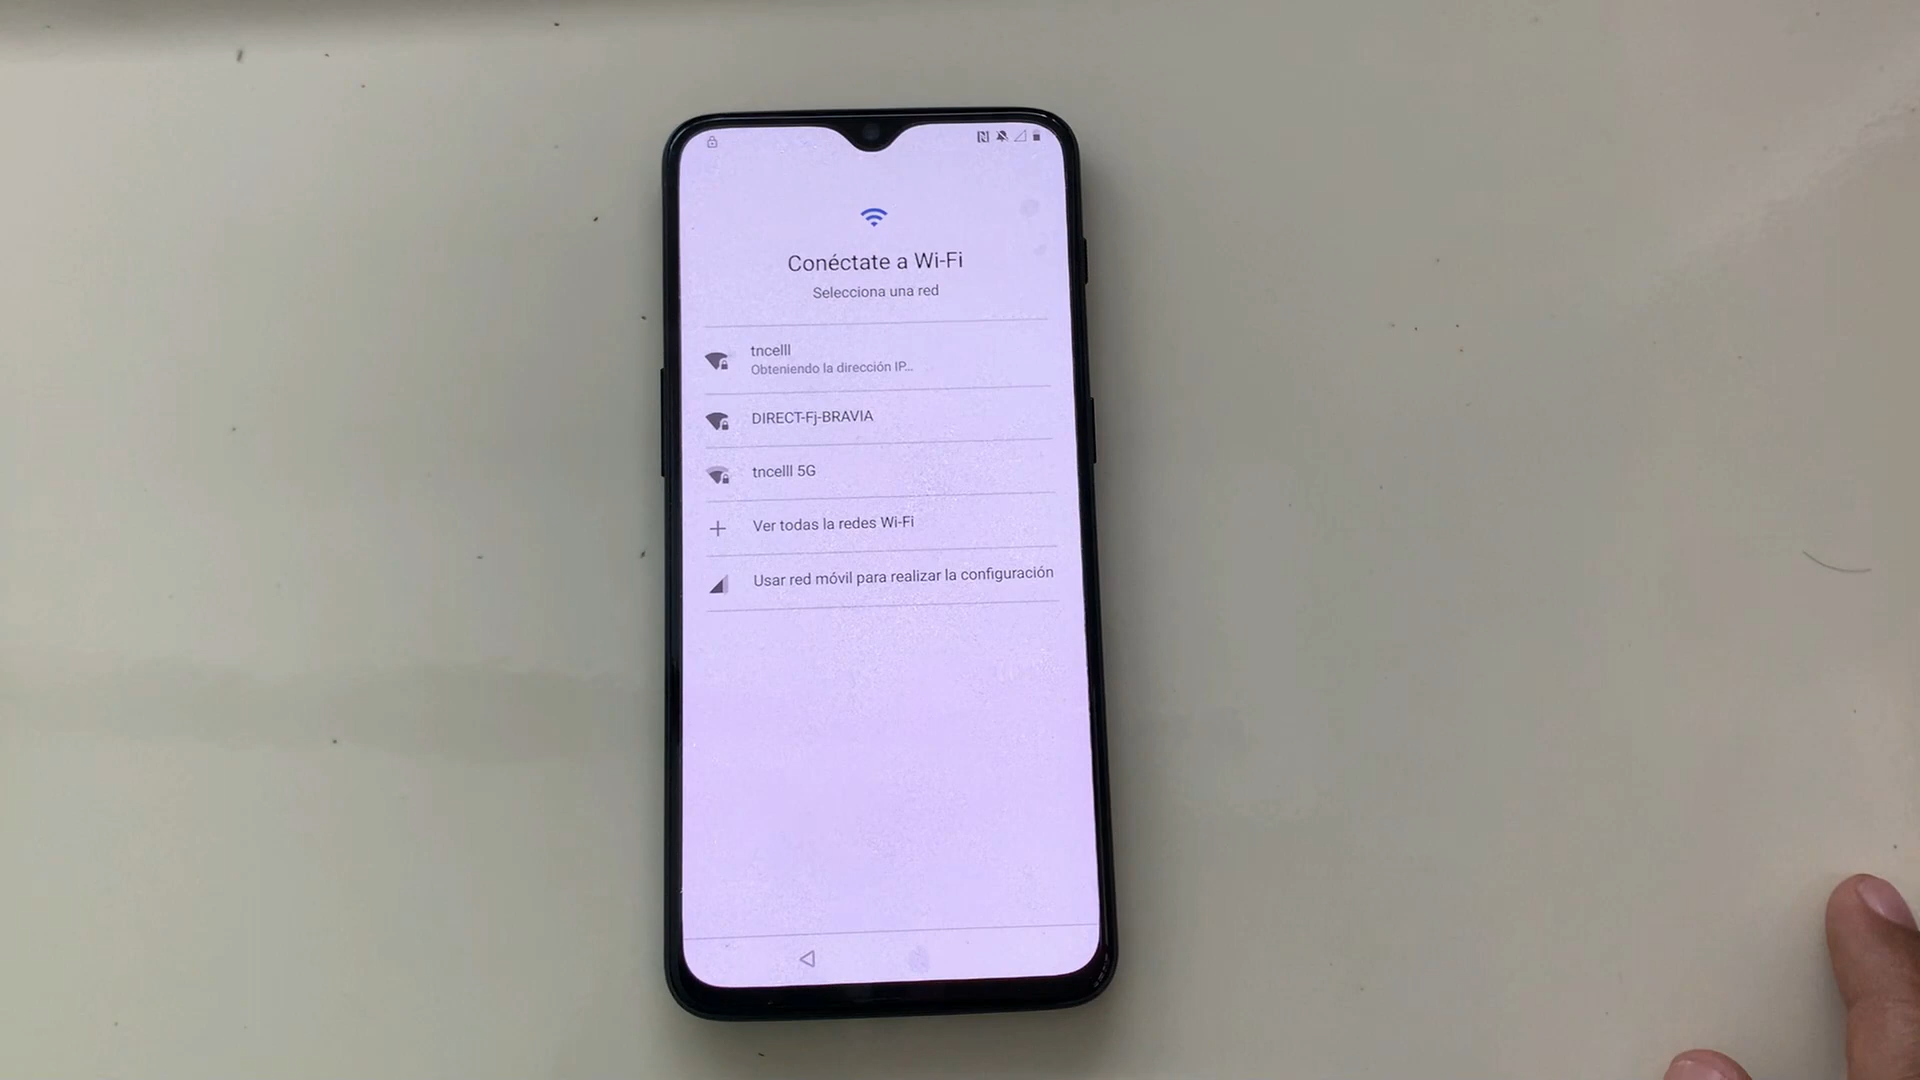 Conéctate a Wi-Fi
Selecciona una red
tncelll
Obteniendo la dirección IP...
DIRECT-Fj-BRAVIA
tncelll 5G
Ver todas la redes Wi-Fi
Usar red móvil para realizar la configuración